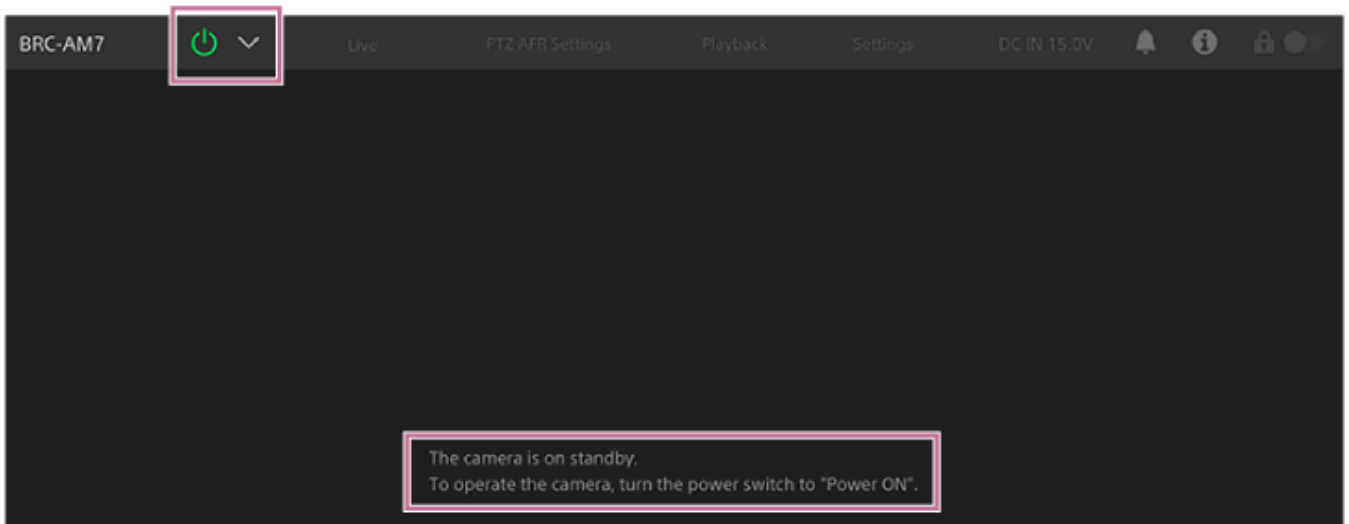 BRC-AM7 Live PTZ AFR Settings Playback Settings DC IN 15.0V
The camera is on standby.
To operate the camera, turn the power switch to "Power ON".